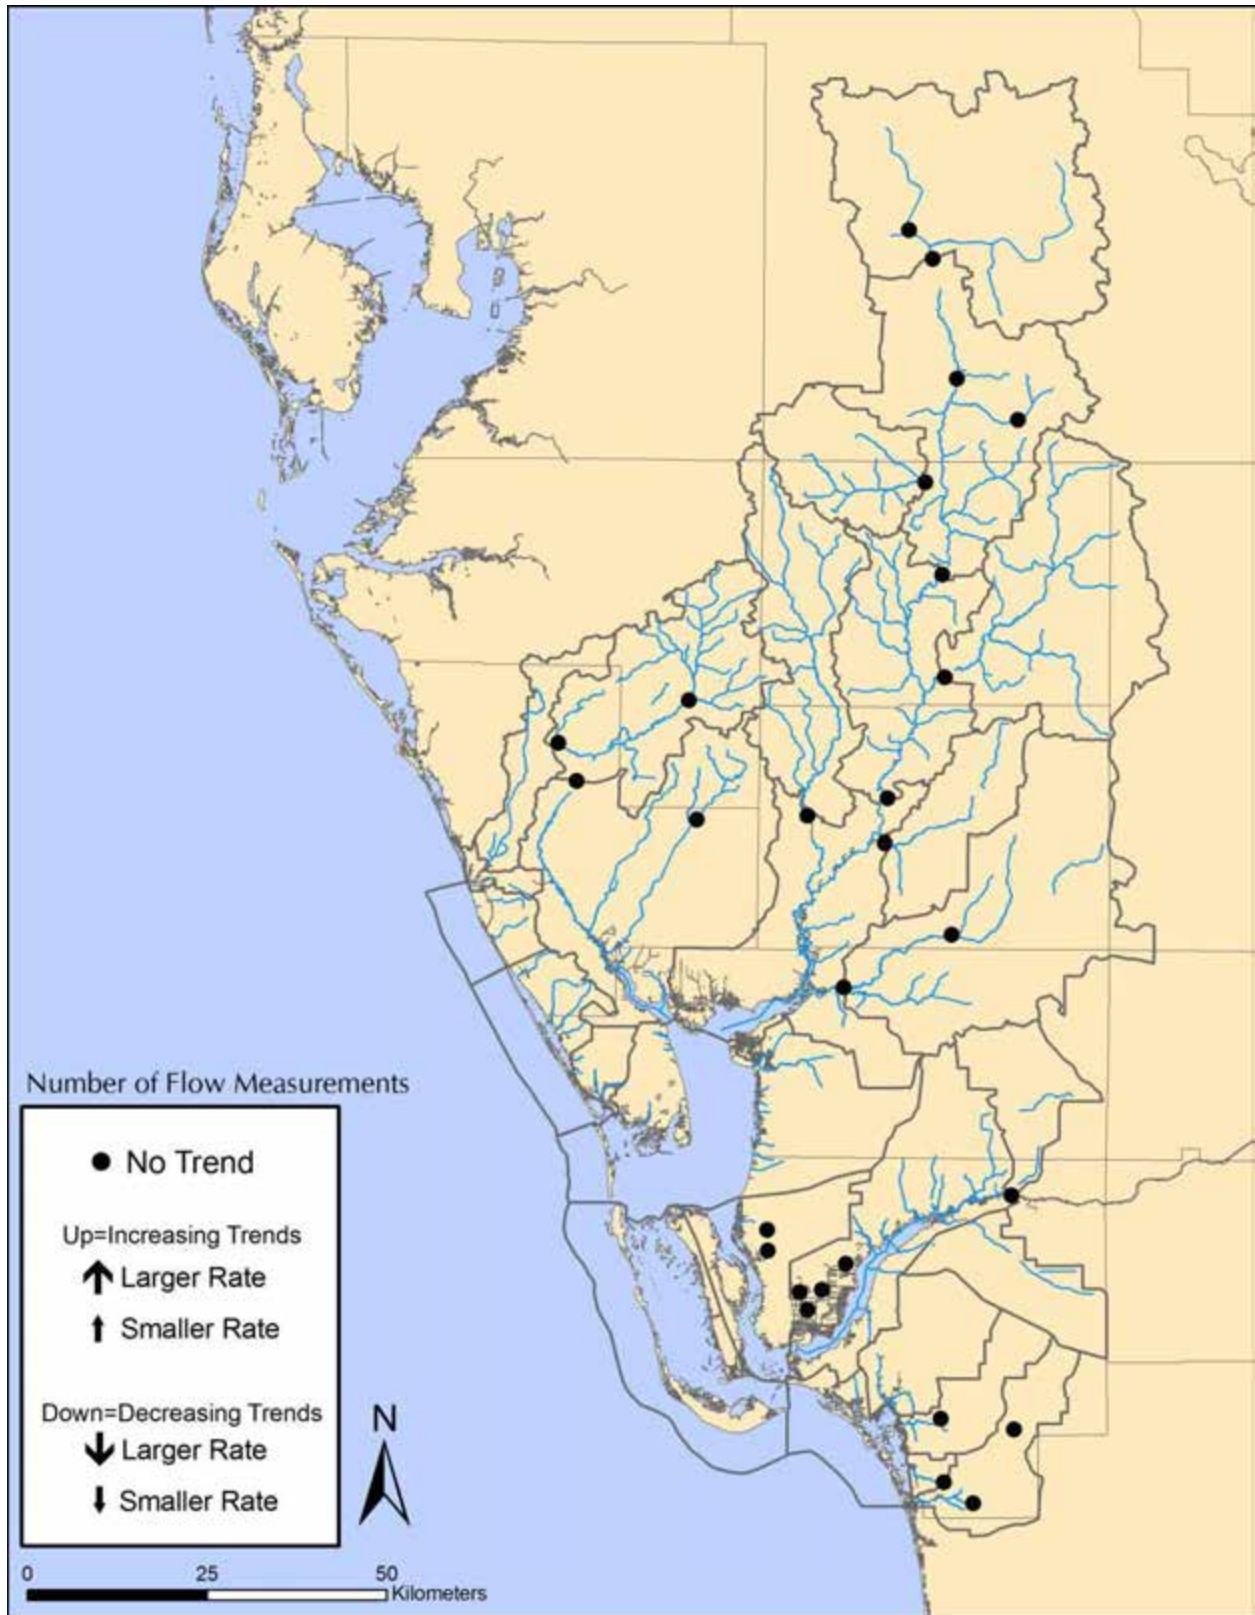 Number of Flow Measurements
No Trend
Up=Increasing Trends
Larger Rate
Smaller Rate
Down=Decreasing Trends
Larger Rate
Smaller Rate
N
0 25 50
Kilometers